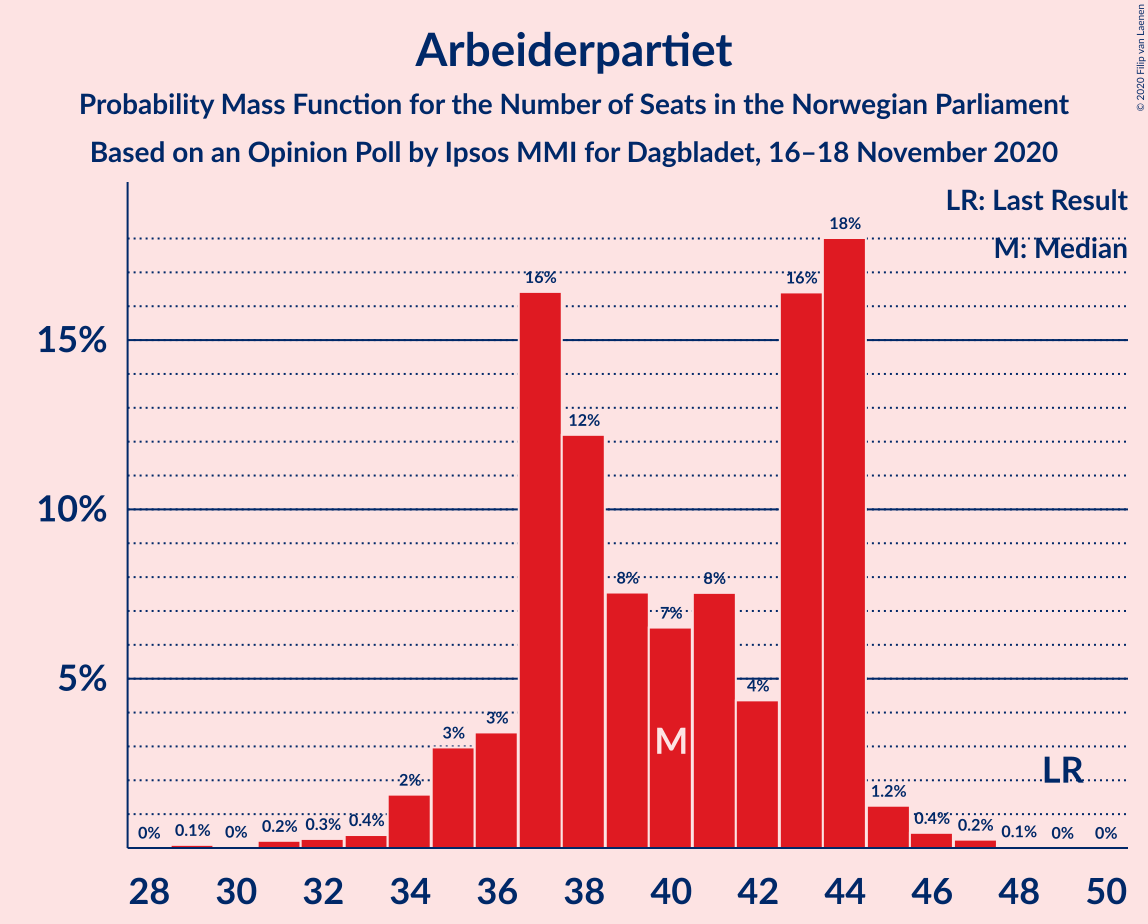 Arbeiderpartiet
Probability Mass Function for the Number of Seats in the Norwegian Parliament
Based on an Opinion Poll by Ipsos MMI for Dagbladet, 16–18 November 2020
© 2020 Filip van Laenen
LR: Last Result
M: Median
15%
10%
5%
0% 0.1% 0% 0.2% 0.3% 0.4% 2% 3% 3% 16% 12% 8% 7% 8% 4% 16% 18% 1.2% 0.4% 0.2% 0.1% 0% 0%
M
LR
28 30 32 34 36 38 40 42 44 46 48 50